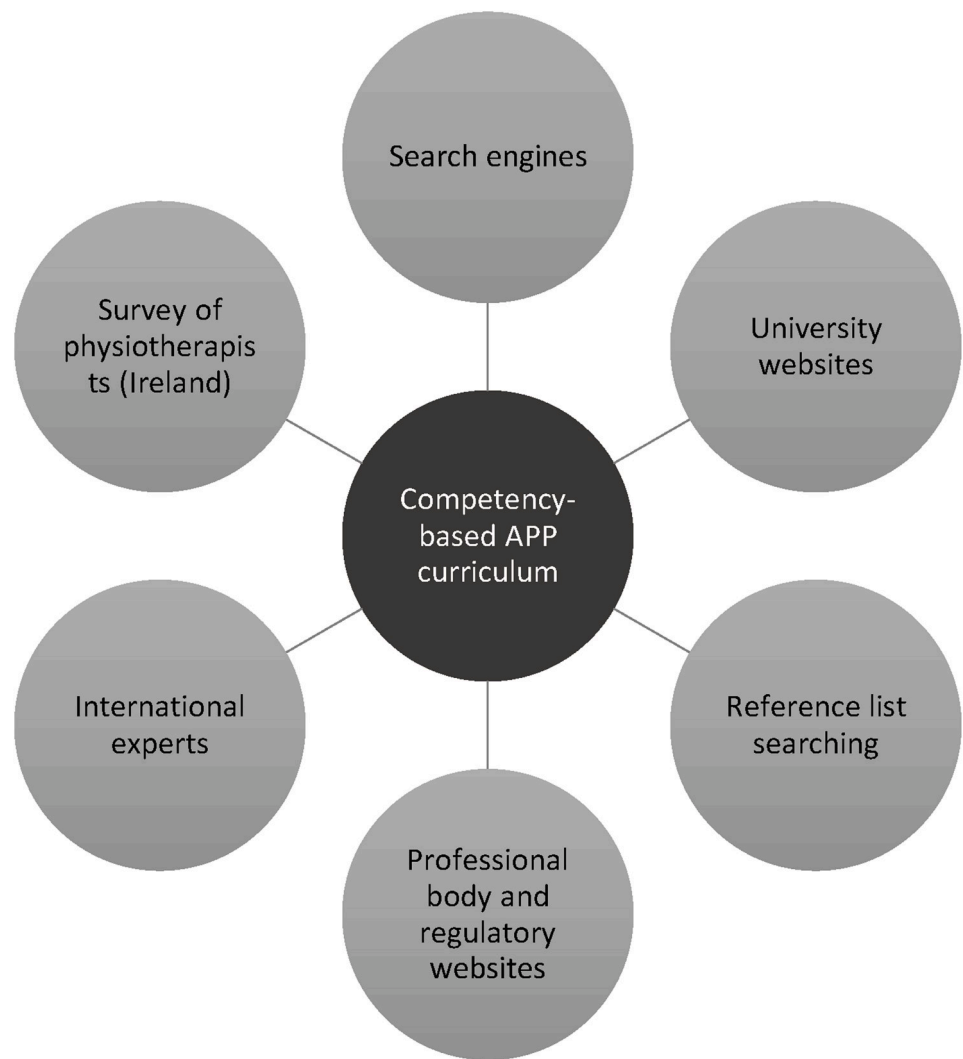 Search engines
Survey of
physiotherapis
ts (Ireland)
University
websites
Competency-
based APP
curriculum
International
experts
Reference list
searching
Professional
body and
regulatory
websites